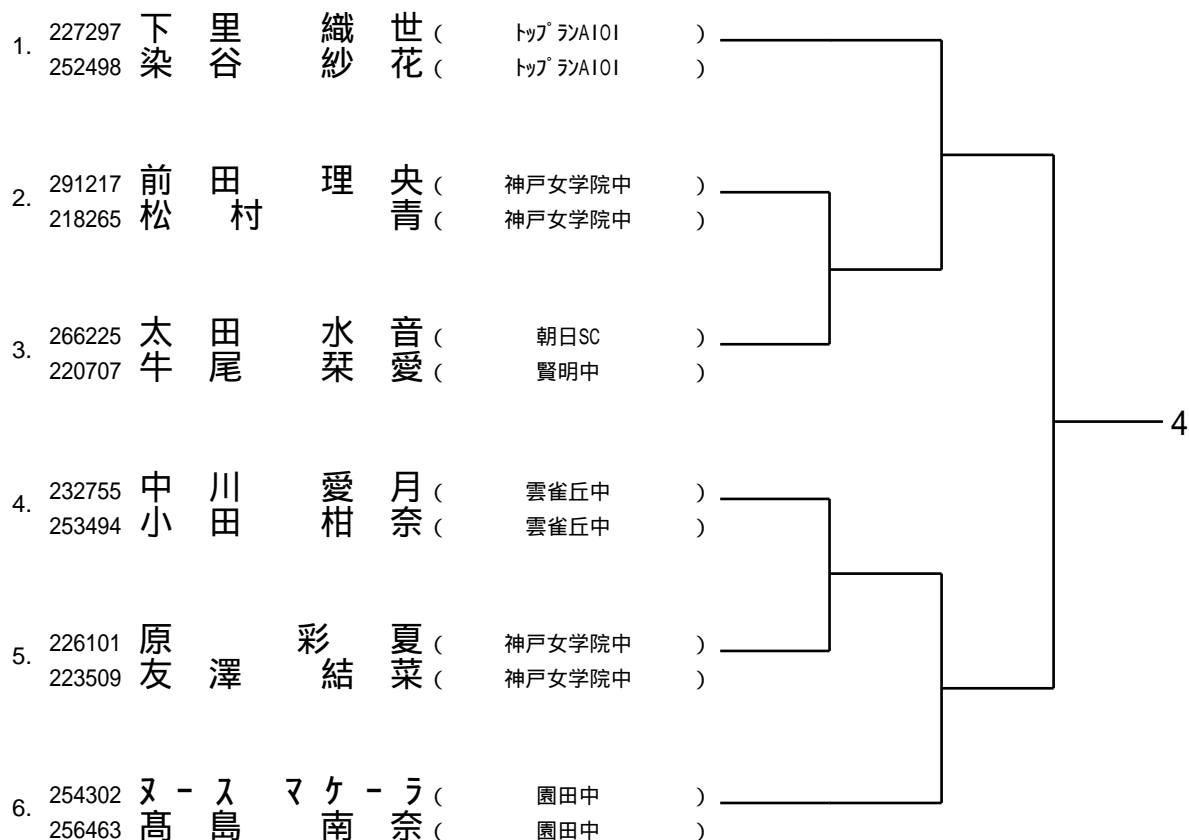 1. 227297 下里 織世 ( トップランAIOI )
252498 染谷 紗花 ( トップランAIOI )
2. 291217 前田 理央 ( 神戸女学院中 )
218265 松村 青 ( 神戸女学院中 )
3. 266225 太田 水音 ( 朝日SC )
220707 牛尾 栞愛 ( 賢明中 )
4
4. 232755 中川 愛月 ( 雲雀丘中 )
253494 小田 柑奈 ( 雲雀丘中 )
5. 226101 原 彩夏 ( 神戸女学院中 )
223509 友澤 結菜 ( 神戸女学院中 )
6. 254302 ヌース マケーラ ( 園田中 )
256463 髙島 南奈 ( 園田中 )